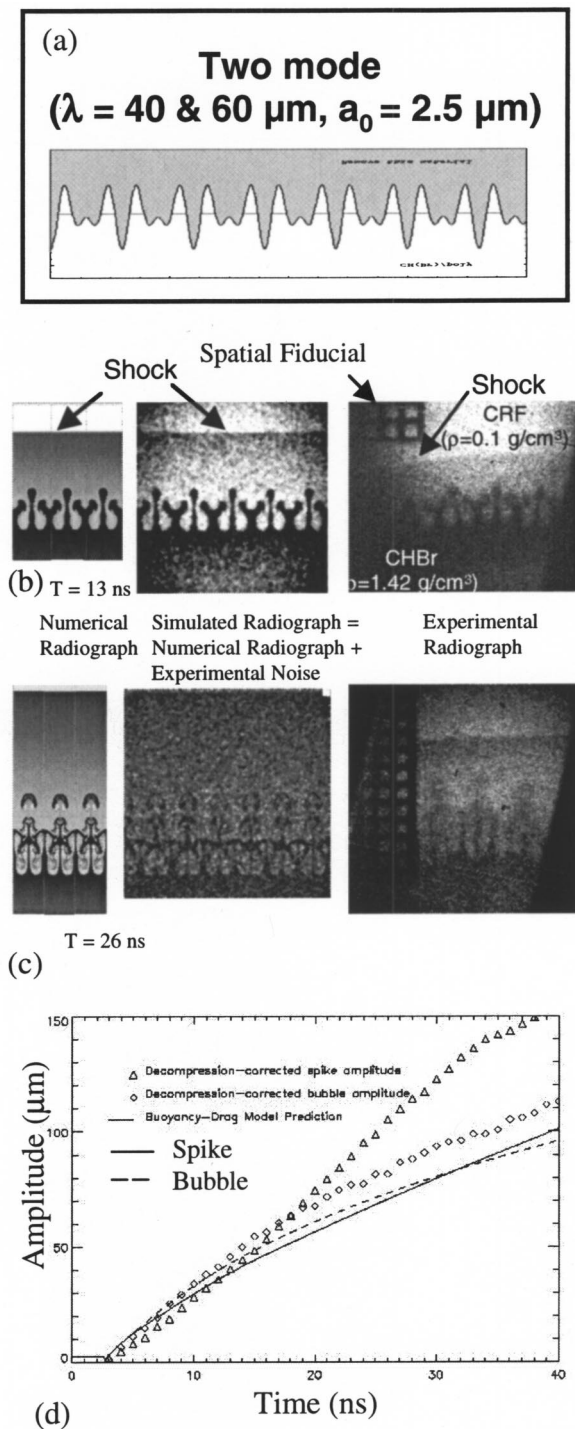 (a)
Two mode
(λ = 40 & 60 μm, a₀ = 2.5 μm)
Spatial Fiducial
Shock
Shock
CRF
(ρ=0.1 g/cm³)
CHBr
ρ=1.42 g/cm³)
(b)
T = 13 ns
Numerical
Radiograph
Simulated Radiograph =
Numerical Radiograph +
Experimental Noise
Experimental
Radiograph
T = 26 ns
(c)
150
100
50
0
Amplitude (μm)
Decompression-corrected spike amplitude
Decompression-corrected bubble amplitude
Buoyancy-Drag Model Prediction
Spike
Bubble
0
10
20
30
40
Time (ns)
(d)